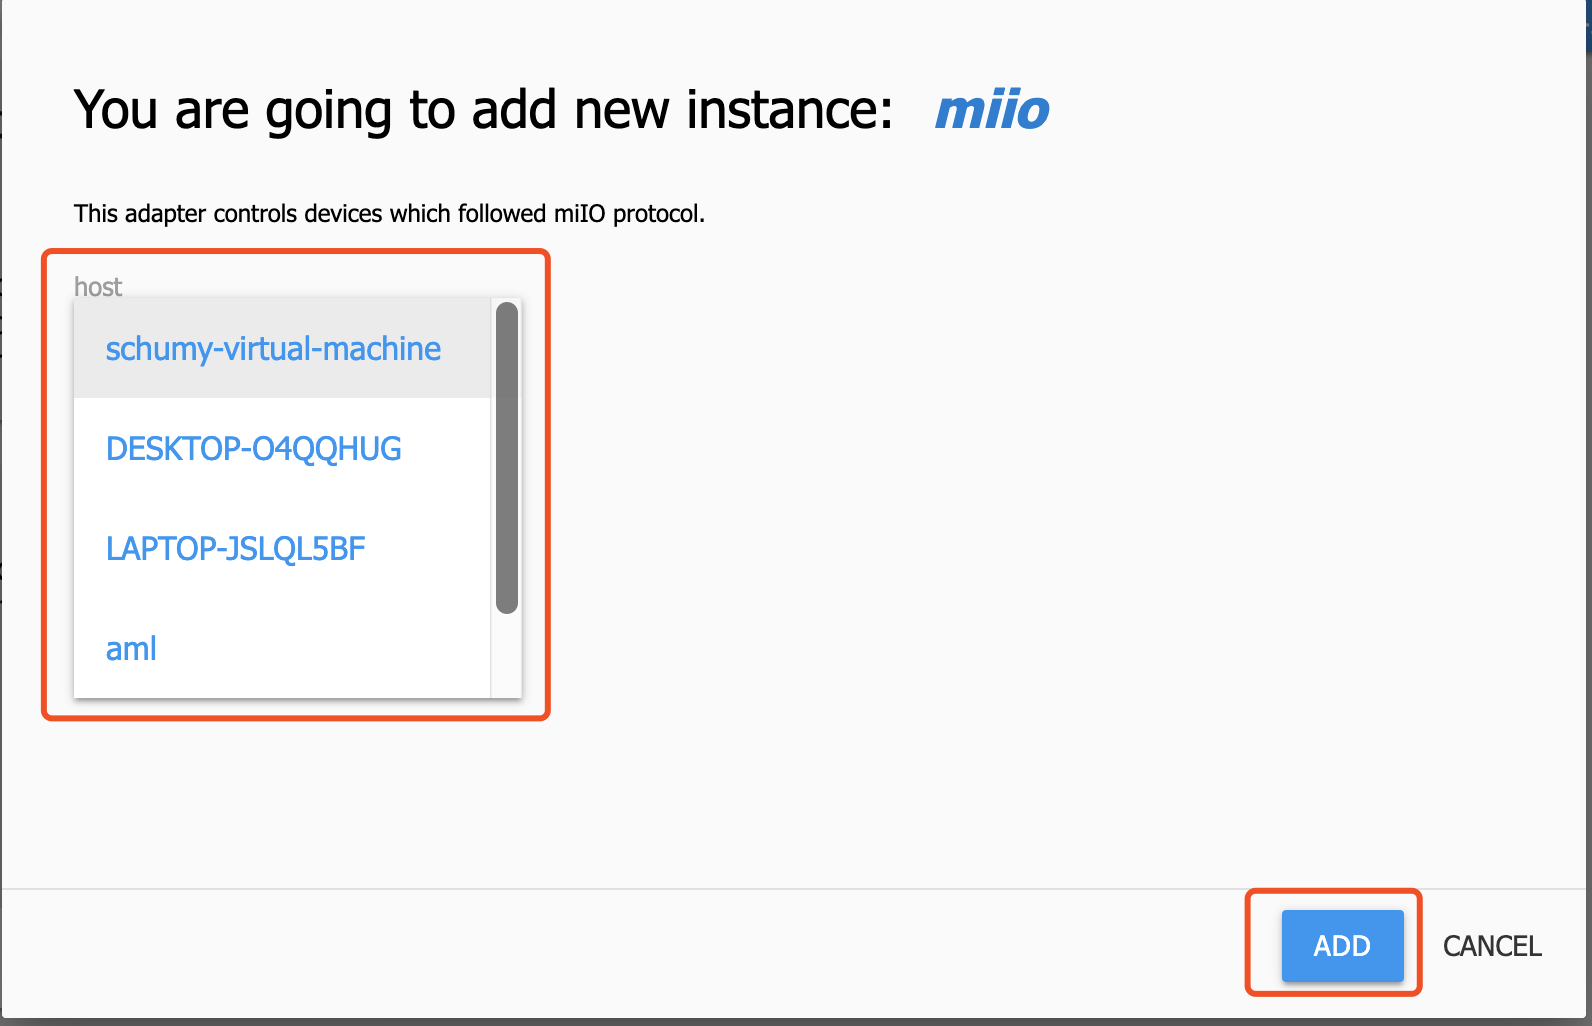 You are going to add new instance: miio
This adapter controls devices which followed miIO protocol.
host
schumy-virtual-machine
DESKTOP-O4QQHUG
LAPTOP-JSLQL5BF
aml
ADD CANCEL